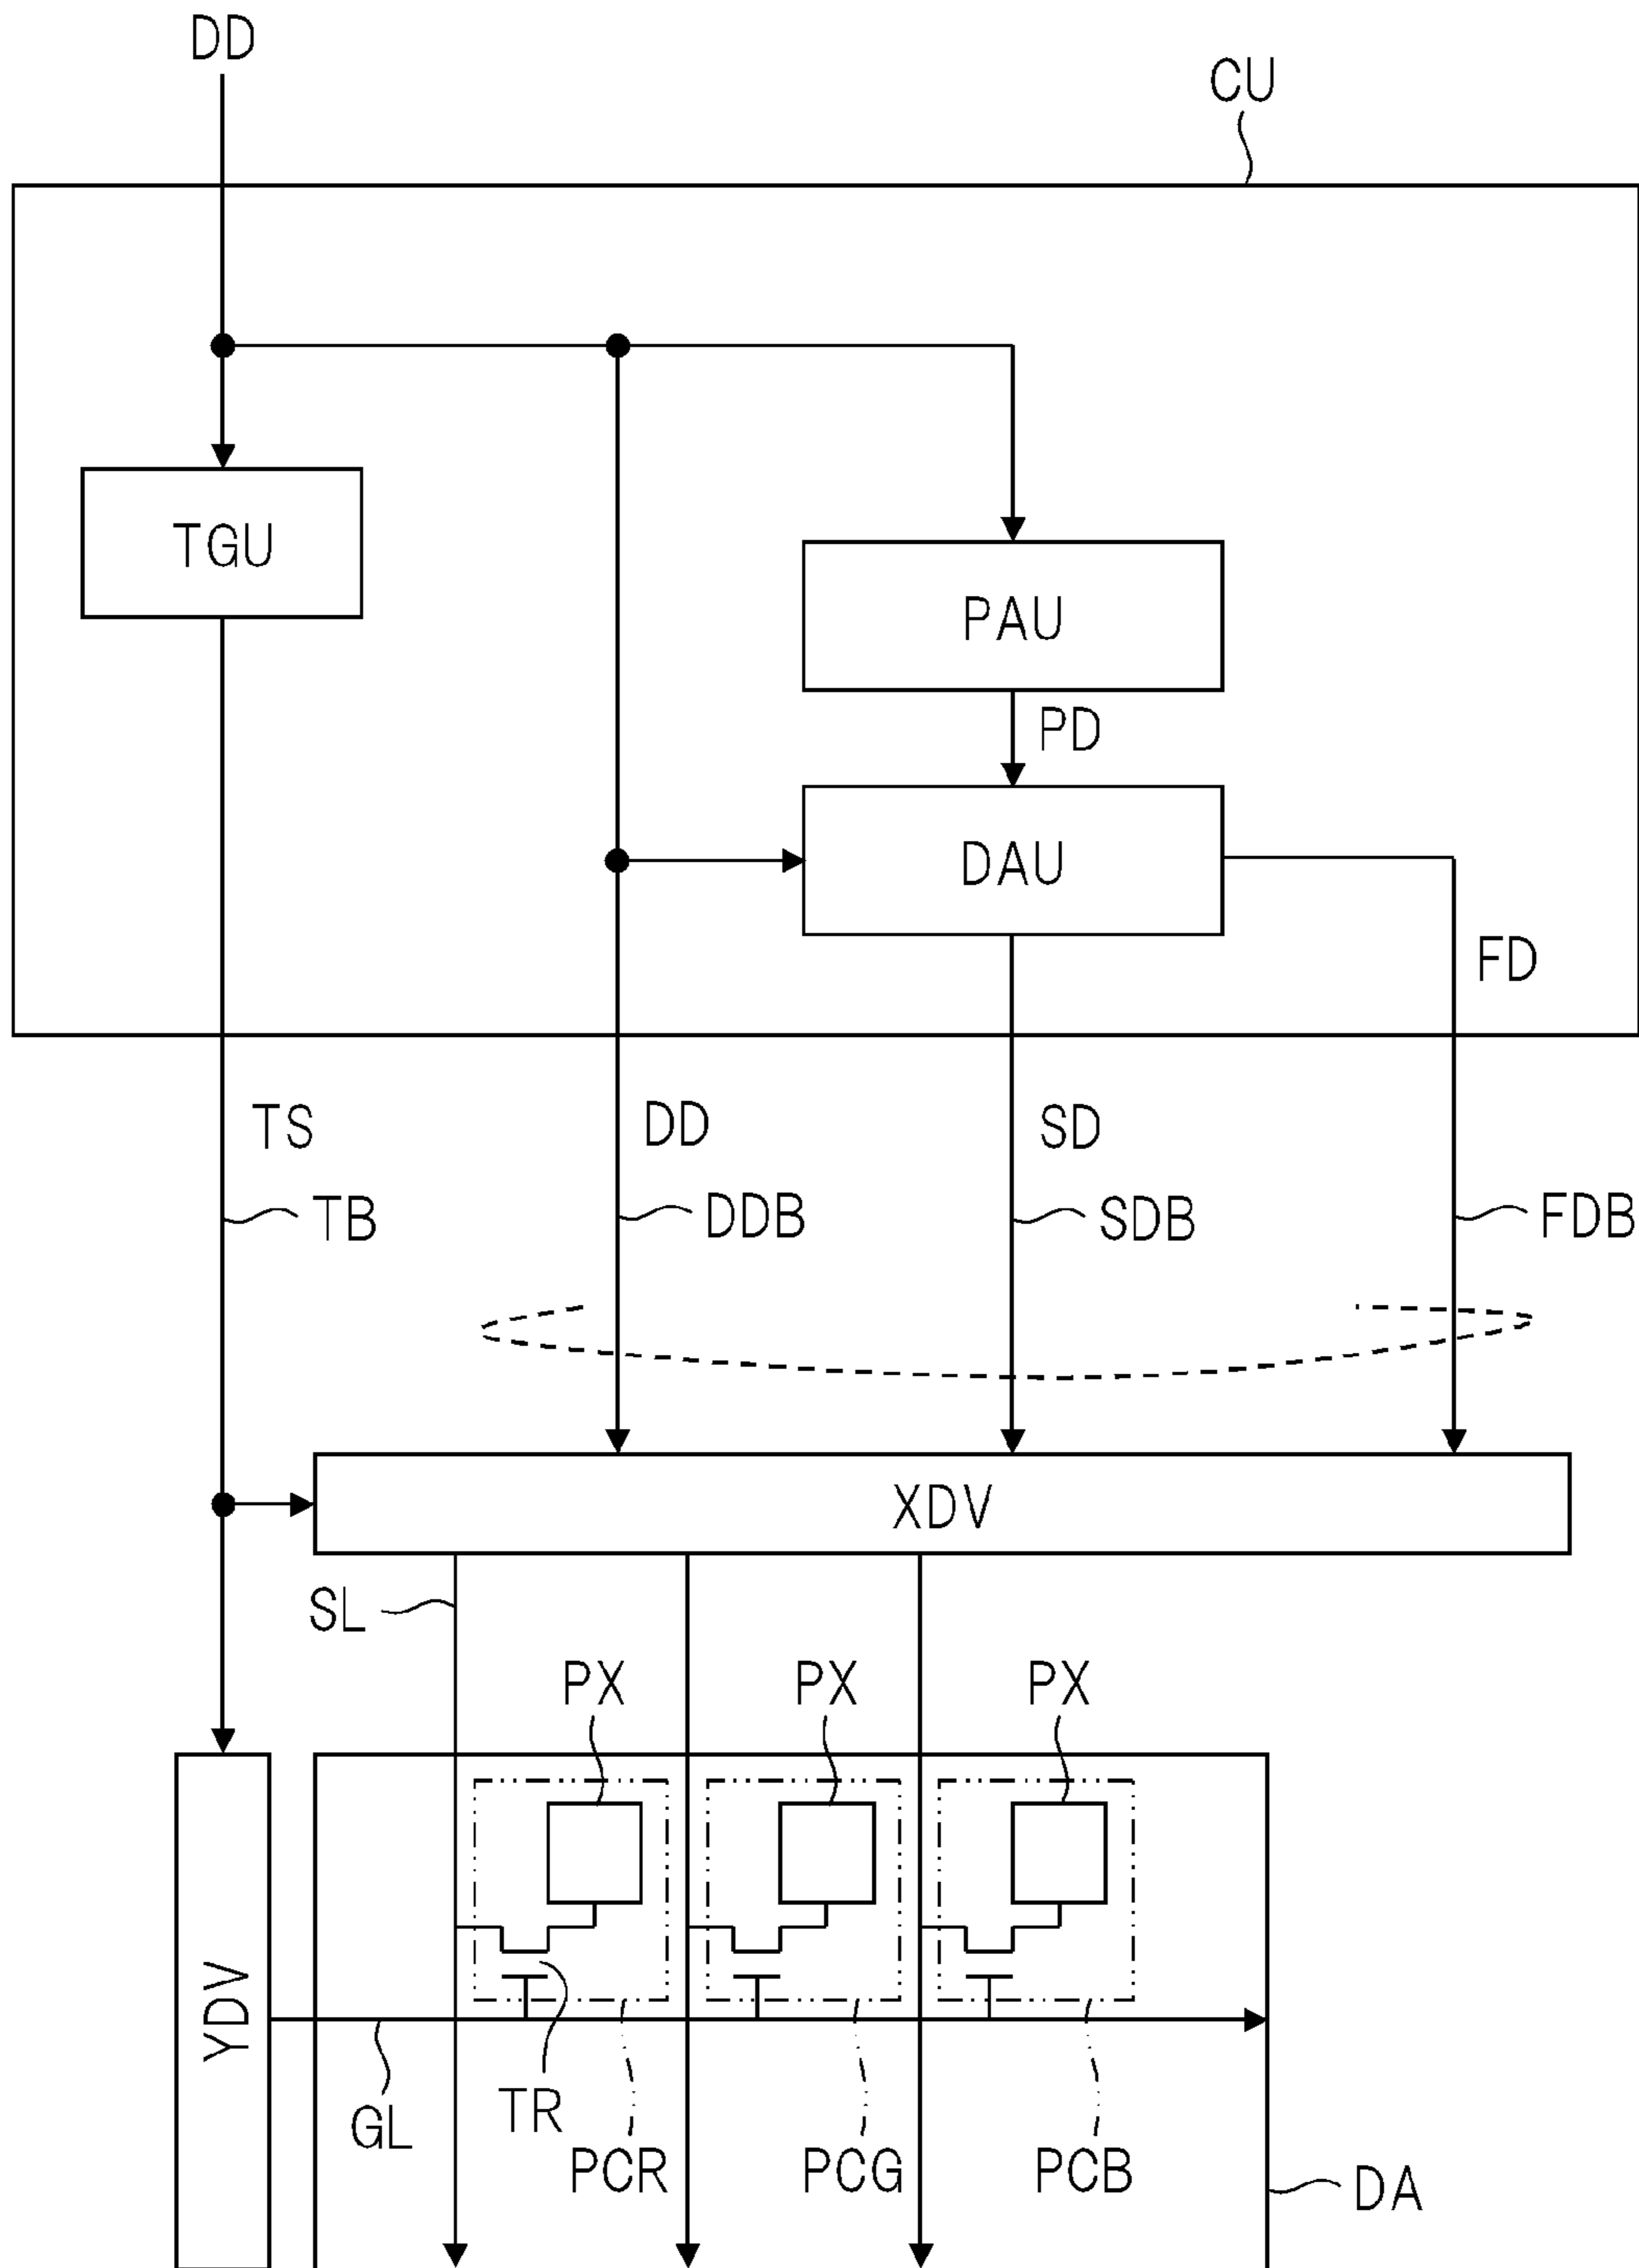 DD
CU
TGU
PAU
PD
DAU
FD
TS
DD
SD
TB
DDB
SDB
FDB
XDV
SL
PX
PX
PX
YDV
GL
TR
PCR
PCG
PCB
DA